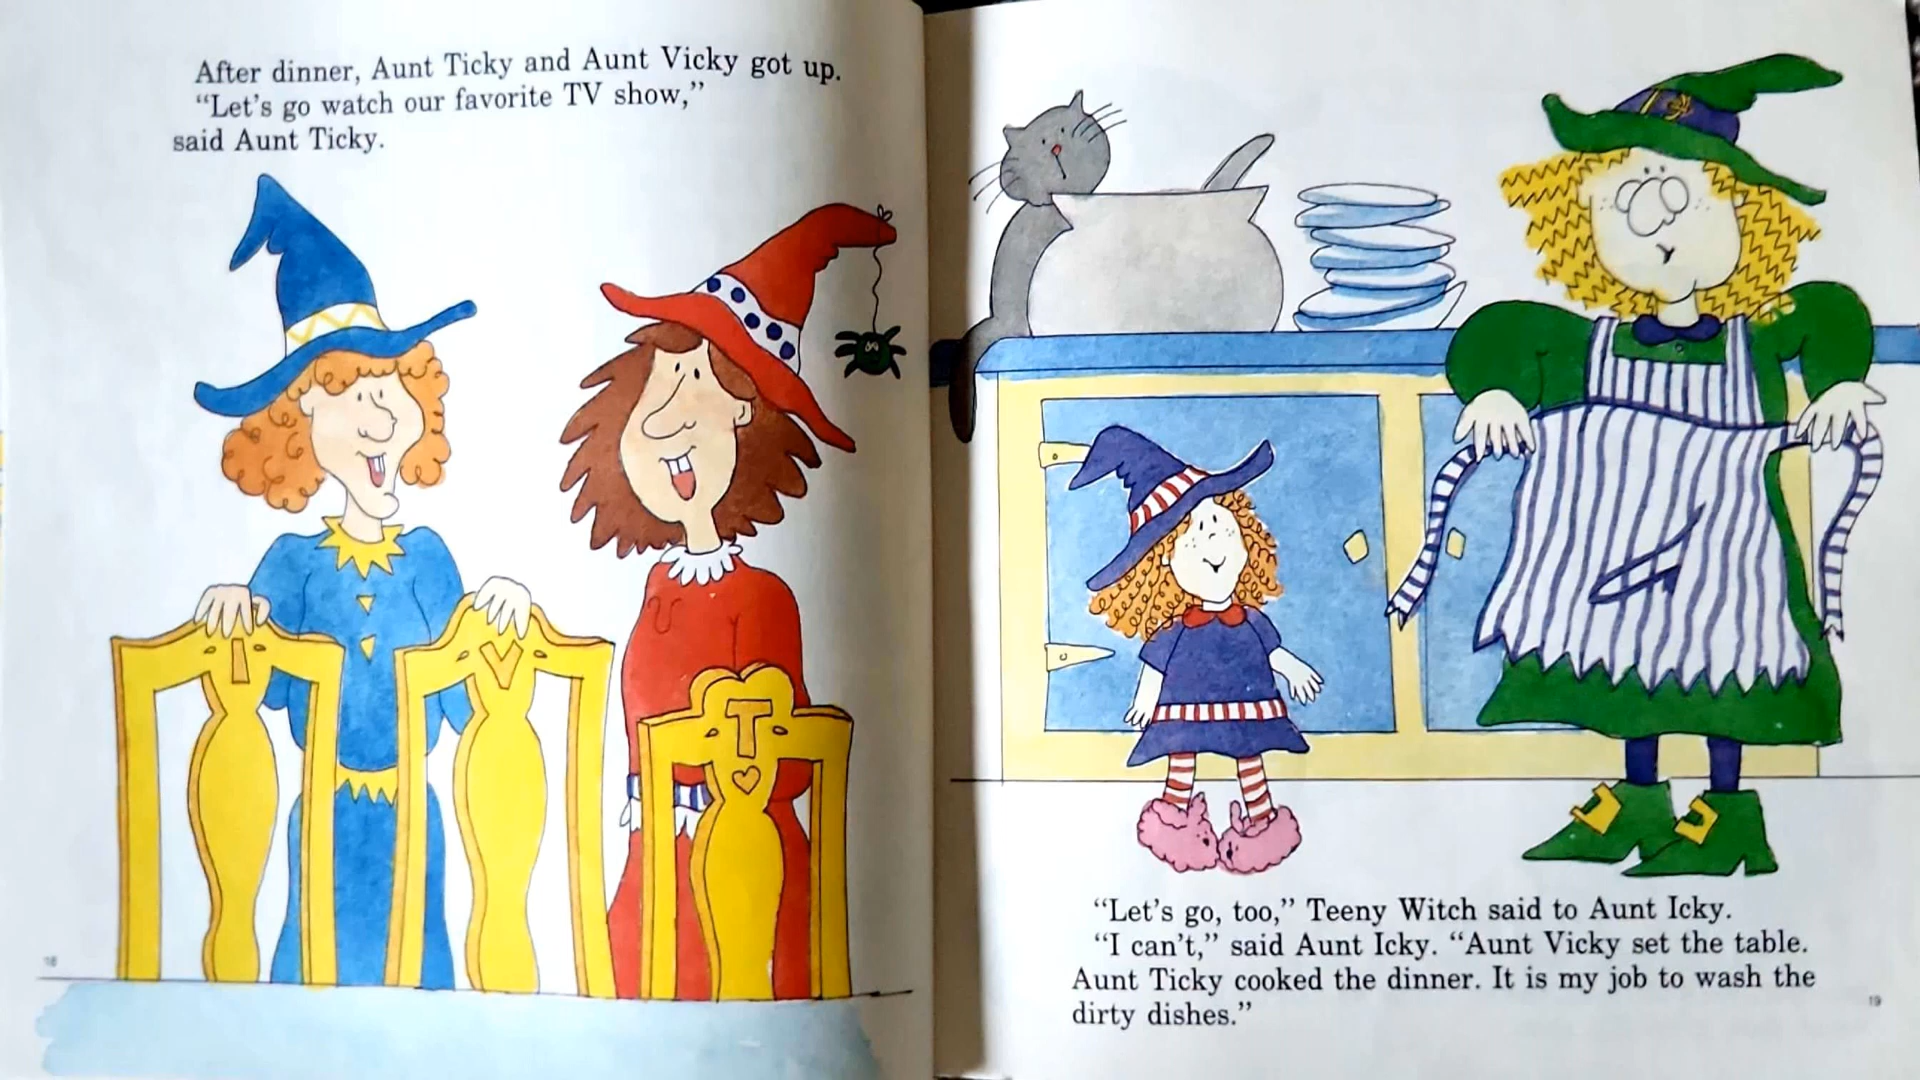 After dinner, Aunt Ticky and Aunt Vicky got up.
“Let’s go watch our favorite TV show,”
said Aunt Ticky.
I
V
T
18
“Let’s go, too,” Teeny Witch said to Aunt Icky.
“I can’t,” said Aunt Icky. “Aunt Vicky set the table.
Aunt Ticky cooked the dinner. It is my job to wash the
dirty dishes.”
19